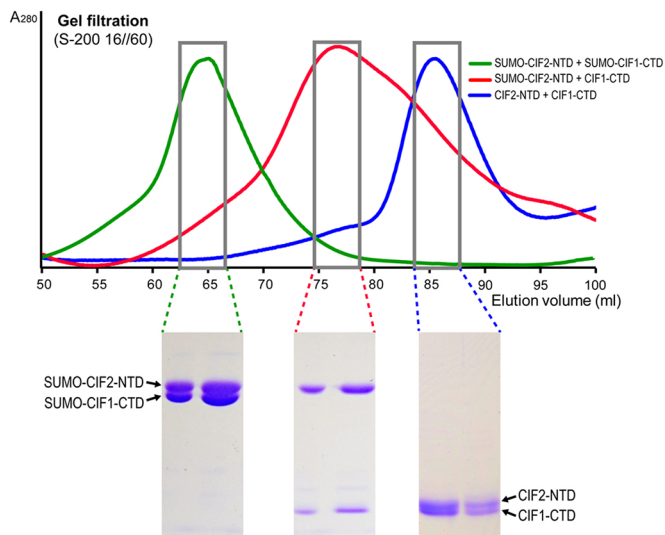 A280
Gel filtration
(S-200 16//60)
SUMO-CIF2-NTD + SUMO-CIF1-CTD
SUMO-CIF2-NTD + CIF1-CTD
CIF2-NTD + CIF1-CTD
50 55 60 65 70 75 80 85 90 95 100
Elution volume (ml)
SUMO-CIF2-NTD
SUMO-CIF1-CTD
CIF2-NTD
CIF1-CTD